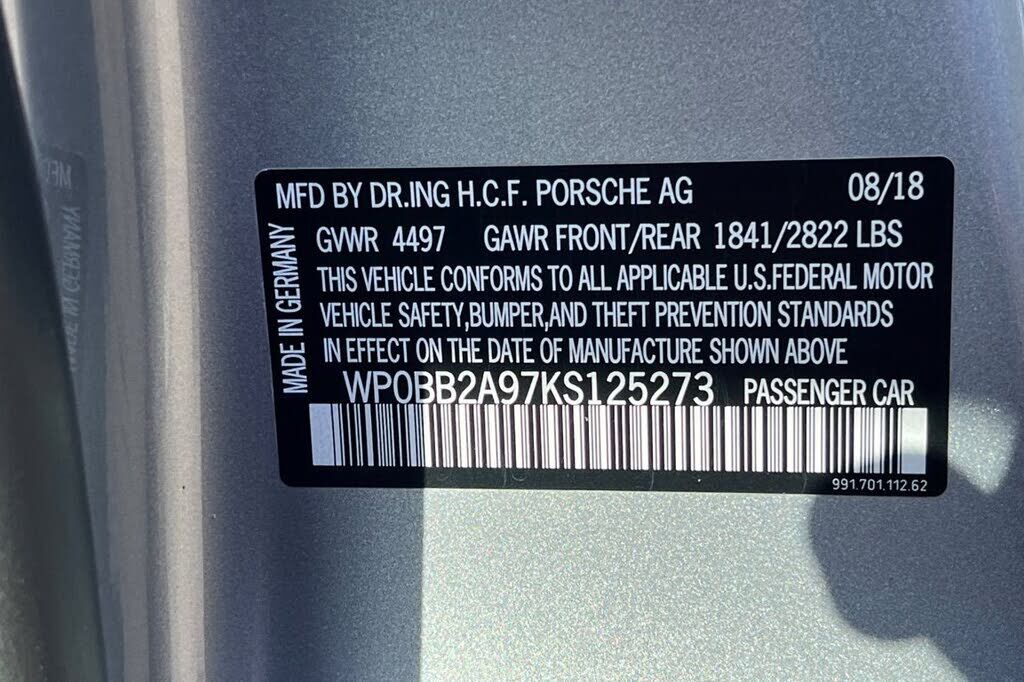 MFD BY DR.ING H.C.F. PORSCHE AG 08/18
GVWR 4497 GAWR FRONT/REAR 1841/2822 LBS
THIS VEHICLE CONFORMS TO ALL APPLICABLE U.S.FEDERAL MOTOR
VEHICLE SAFETY,BUMPER,AND THEFT PREVENTION STANDARDS
IN EFFECT ON THE DATE OF MANUFACTURE SHOWN ABOVE
MADE IN GERMANY
WP0BB2A97KS125273 PASSENGER CAR
991.701.112.62